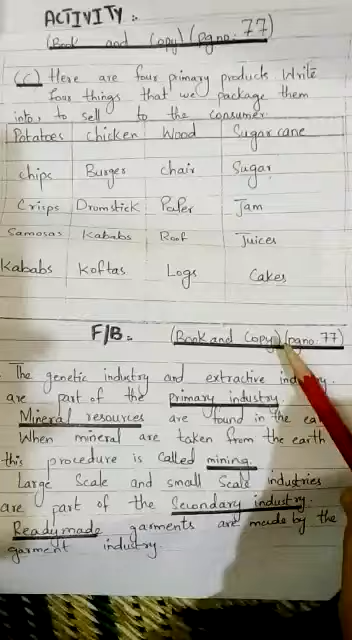 ACTIVITY :-
(Book and Copy) (pg no: 77)
(C) Here are four primary products Write
four things that we package them
into, to sell to the consumer.
Potatoes Chicken Wood Sugar cane
chips Burger chair Sugar
Crisps Dromstick Paper Jam
Samosas Kababs Roof Juices
Kababs Koftas Logs Cakes
F/B. (Book and Copy) (pg no: 77)
The genetic industry and extractive industry.
are part of the primary industry.
Mineral resources are found in the
When mineral are taken from the earth
this procedure is called mining.
Large Scale and small Scale industries
are part of the Secondary industry.
Readymade garments are made by the
garment industry.